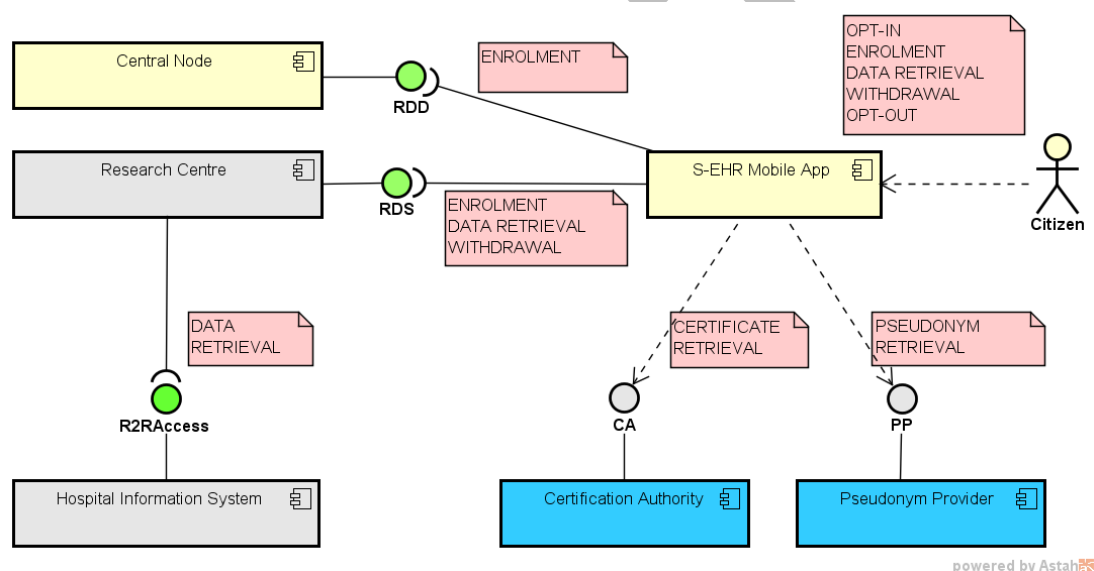 Central Node
RDD
ENROLMENT
OPT-IN
ENROLMENT
DATA RETRIEVAL
WITHDRAWAL
OPT-OUT
Research Centre
RDS
ENROLMENT
DATA RETRIEVAL
WITHDRAWAL
S-EHR Mobile App
Citizen
DATA
RETRIEVAL
CERTIFICATE
RETRIEVAL
PSEUDONYM
RETRIEVAL
R2RAccess
CA
PP
Hospital Information System
Certification Authority
Pseudonym Provider
powered by Astah